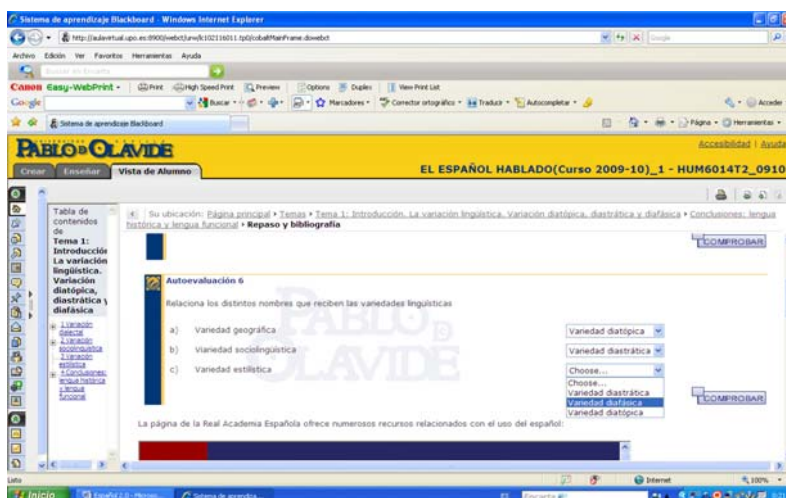 Sistema de aprendizaje Blackboard - Windows Internet Explorer
Archivo Edición Ver Favoritos Herramientas Ayuda
Canon Easy-WebPrint Print High Speed Print Preview Options Duplex View Print List
Google Buscar Marcadores Corrector ortográfico Traducir Autocompletar Acceder
Sistema de aprendizaje Blackboard Página Herramientas
PABLO DE OLAVIDE
Accesibilidad | Ayuda
Crear Enseñar Vista de Alumno
EL ESPAÑOL HABLADO(Curso 2009-10)_1 - HUM6014T2_0910
Su ubicación: Página principal Temas Tema 1: Introducción. La variación lingüística. Variación diatópica, diastrática y diafásica Conclusiones: lengua
histórica y lengua funcional Repaso y bibliografía
Tabla de
contenidos
de
Tema 1:
Introducción
La variación
lingüística.
Variación
diatópica,
diastrática y
diafásica
1.Variación
dialectal
2.Variación
sociolingüística
3.Variación
estilística
4.Conclusiones:
lengua histórica
y lengua
funcional
COMPROBAR
Autoevaluación 6
Relaciona los distintos nombres que reciben las variedades lingüísticas
a) Variedad geográfica Variedad diatópica
b) Variedad sociolingüística Variedad diastrática
c) Variedad estilística Choose...
Choose...
Variedad diastrática
Variedad diafásica
Variedad diatópica
COMPROBAR
PABLO D OLAVIDE
La página de la Real Academia Española ofrece numerosos recursos relacionados con el uso del español:
Listo Internet 100%
Inicio Sistema de aprendiza... ES